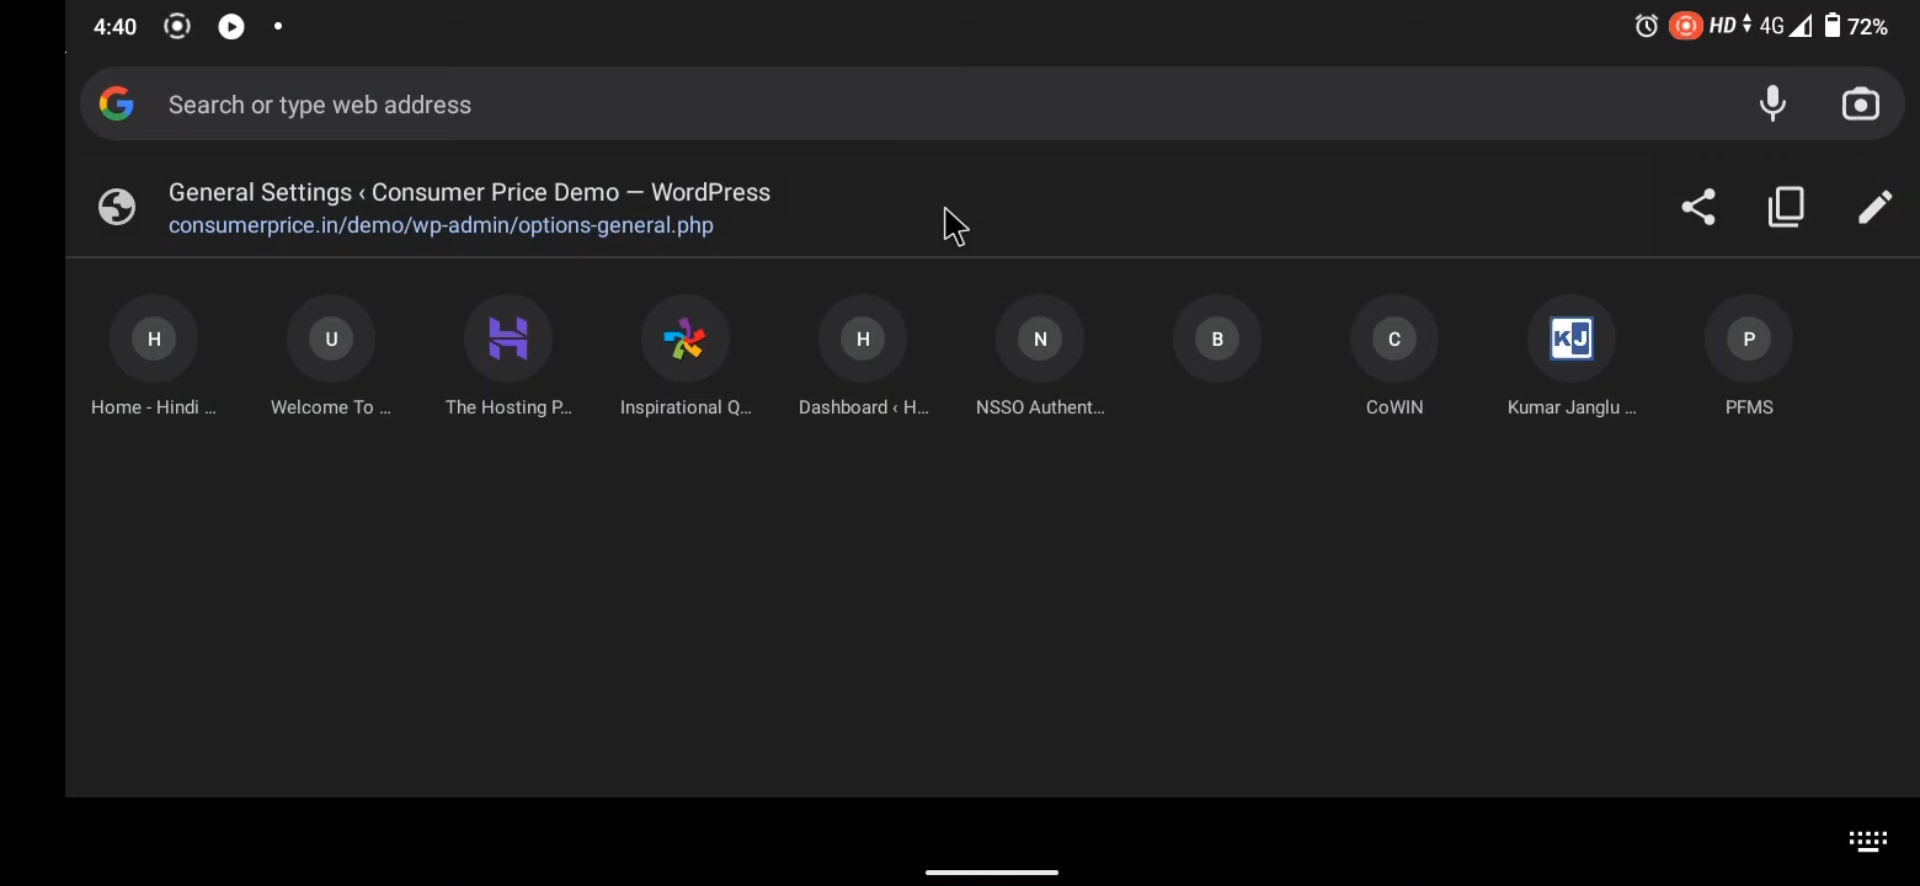 4:40
HD 4G 72%
Search or type web address
General Settings ‹ Consumer Price Demo — WordPress
consumerprice.in/demo/wp-admin/options-general.php
H U H N B C KJ P
Home - Hindi ... Welcome To ... The Hosting P... Inspirational Q... Dashboard ‹ H... NSSO Authent... CoWIN Kumar Janglu ... PFMS